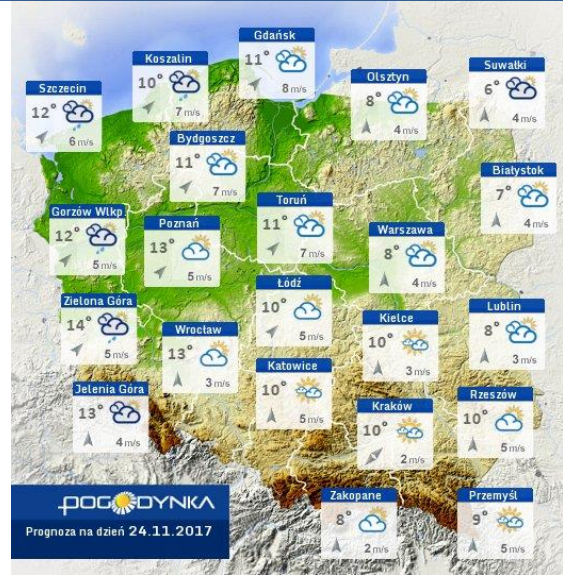 Gdańsk
11°
8 m/s
Koszalin
10°
7 m/s
Suwałki
6°
4 m/s
Olsztyn
8°
4 m/s
Szczecin
12°
6 m/s
Bydgoszcz
11°
7 m/s
Białystok
7°
4 m/s
Gorzów Wlkp.
12°
5 m/s
Poznań
13°
5 m/s
Toruń
11°
7 m/s
Warszawa
8°
4 m/s
Łódź
10°
5 m/s
Zielona Góra
14°
5 m/s
Wrocław
13°
3 m/s
Kielce
10°
3 m/s
Lublin
8°
3 m/s
Katowice
10°
5 m/s
Jelenia Góra
13°
4 m/s
Kraków
10°
2 m/s
Rzeszów
10°
5 m/s
Zakopane
8°
2 m/s
Przemyśl
9°
5 m/s
POGODYNKA
Prognoza na dzień 24.11.2017